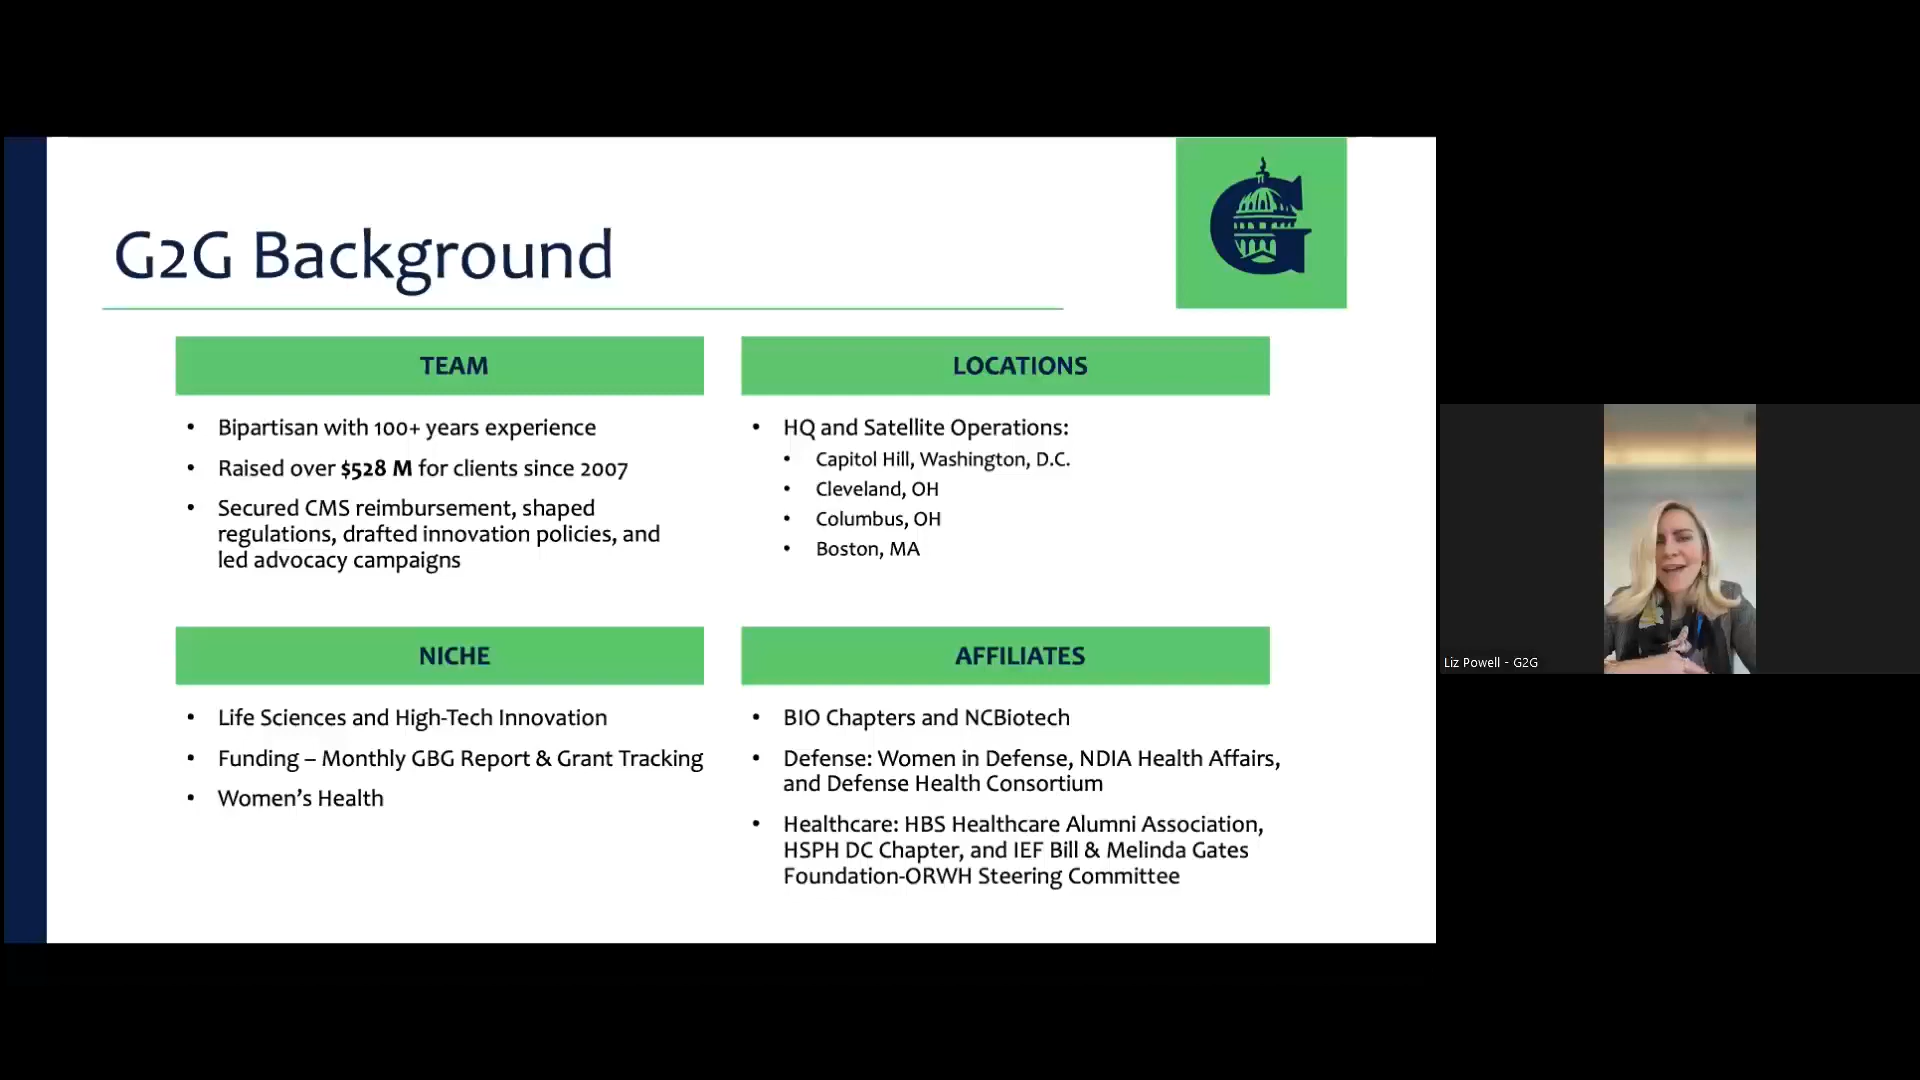 G2G Background
TEAM
• Bipartisan with 100+ years experience
• Raised over $528 M for clients since 2007
• Secured CMS reimbursement, shaped
regulations, drafted innovation policies, and
led advocacy campaigns
LOCATIONS
• HQ and Satellite Operations:
• Capitol Hill, Washington, D.C.
• Cleveland, OH
• Columbus, OH
• Boston, MA
NICHE
• Life Sciences and High-Tech Innovation
• Funding – Monthly GBG Report & Grant Tracking
• Women’s Health
AFFILIATES
• BIO Chapters and NCBiotech
• Defense: Women in Defense, NDIA Health Affairs,
and Defense Health Consortium
• Healthcare: HBS Healthcare Alumni Association,
HSPH DC Chapter, and IEF Bill & Melinda Gates
Foundation-ORWH Steering Committee
G
Liz Powell - G2G